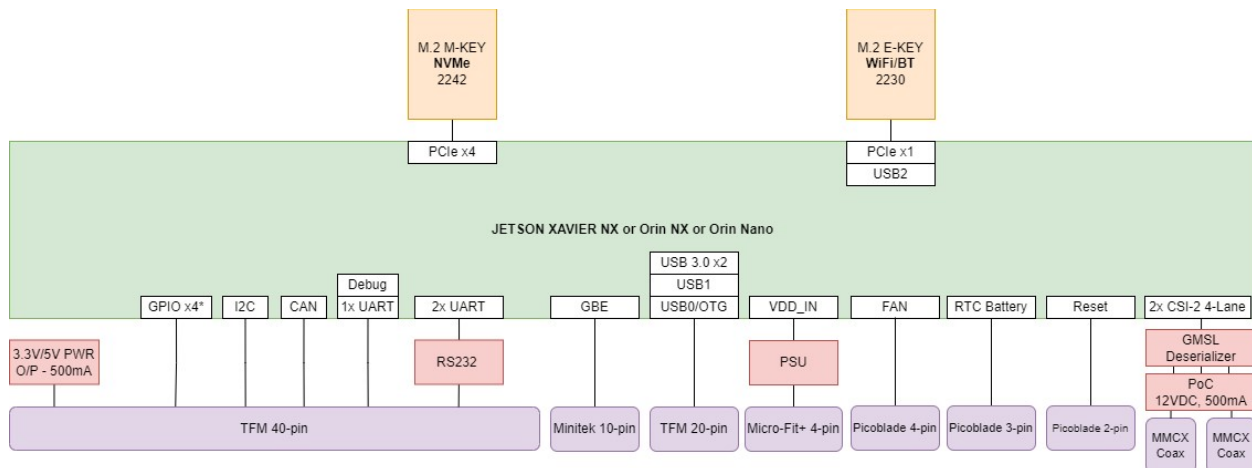 M.2 M-KEY
NVMe
2242
M.2 E-KEY
WiFi/BT
2230
PCIe x4
PCIe x1
USB2
JETSON XAVIER NX or Orin NX or Orin Nano
USB 3.0 x2
USB1
USB0/OTG
Debug
1x UART
GPIO x4*
I2C
CAN
2x UART
GBE
VDD_IN
FAN
RTC Battery
Reset
2x CSI-2 4-Lane
3.3V/5V PWR
O/P - 500mA
RS232
PSU
GMSL
Deserializer
PoC
12VDC, 500mA
TFM 40-pin
Minitek 10-pin
TFM 20-pin
Micro-Fit+ 4-pin
Picoblade 4-pin
Picoblade 3-pin
Picoblade 2-pin
MMCX
Coax
MMCX
Coax